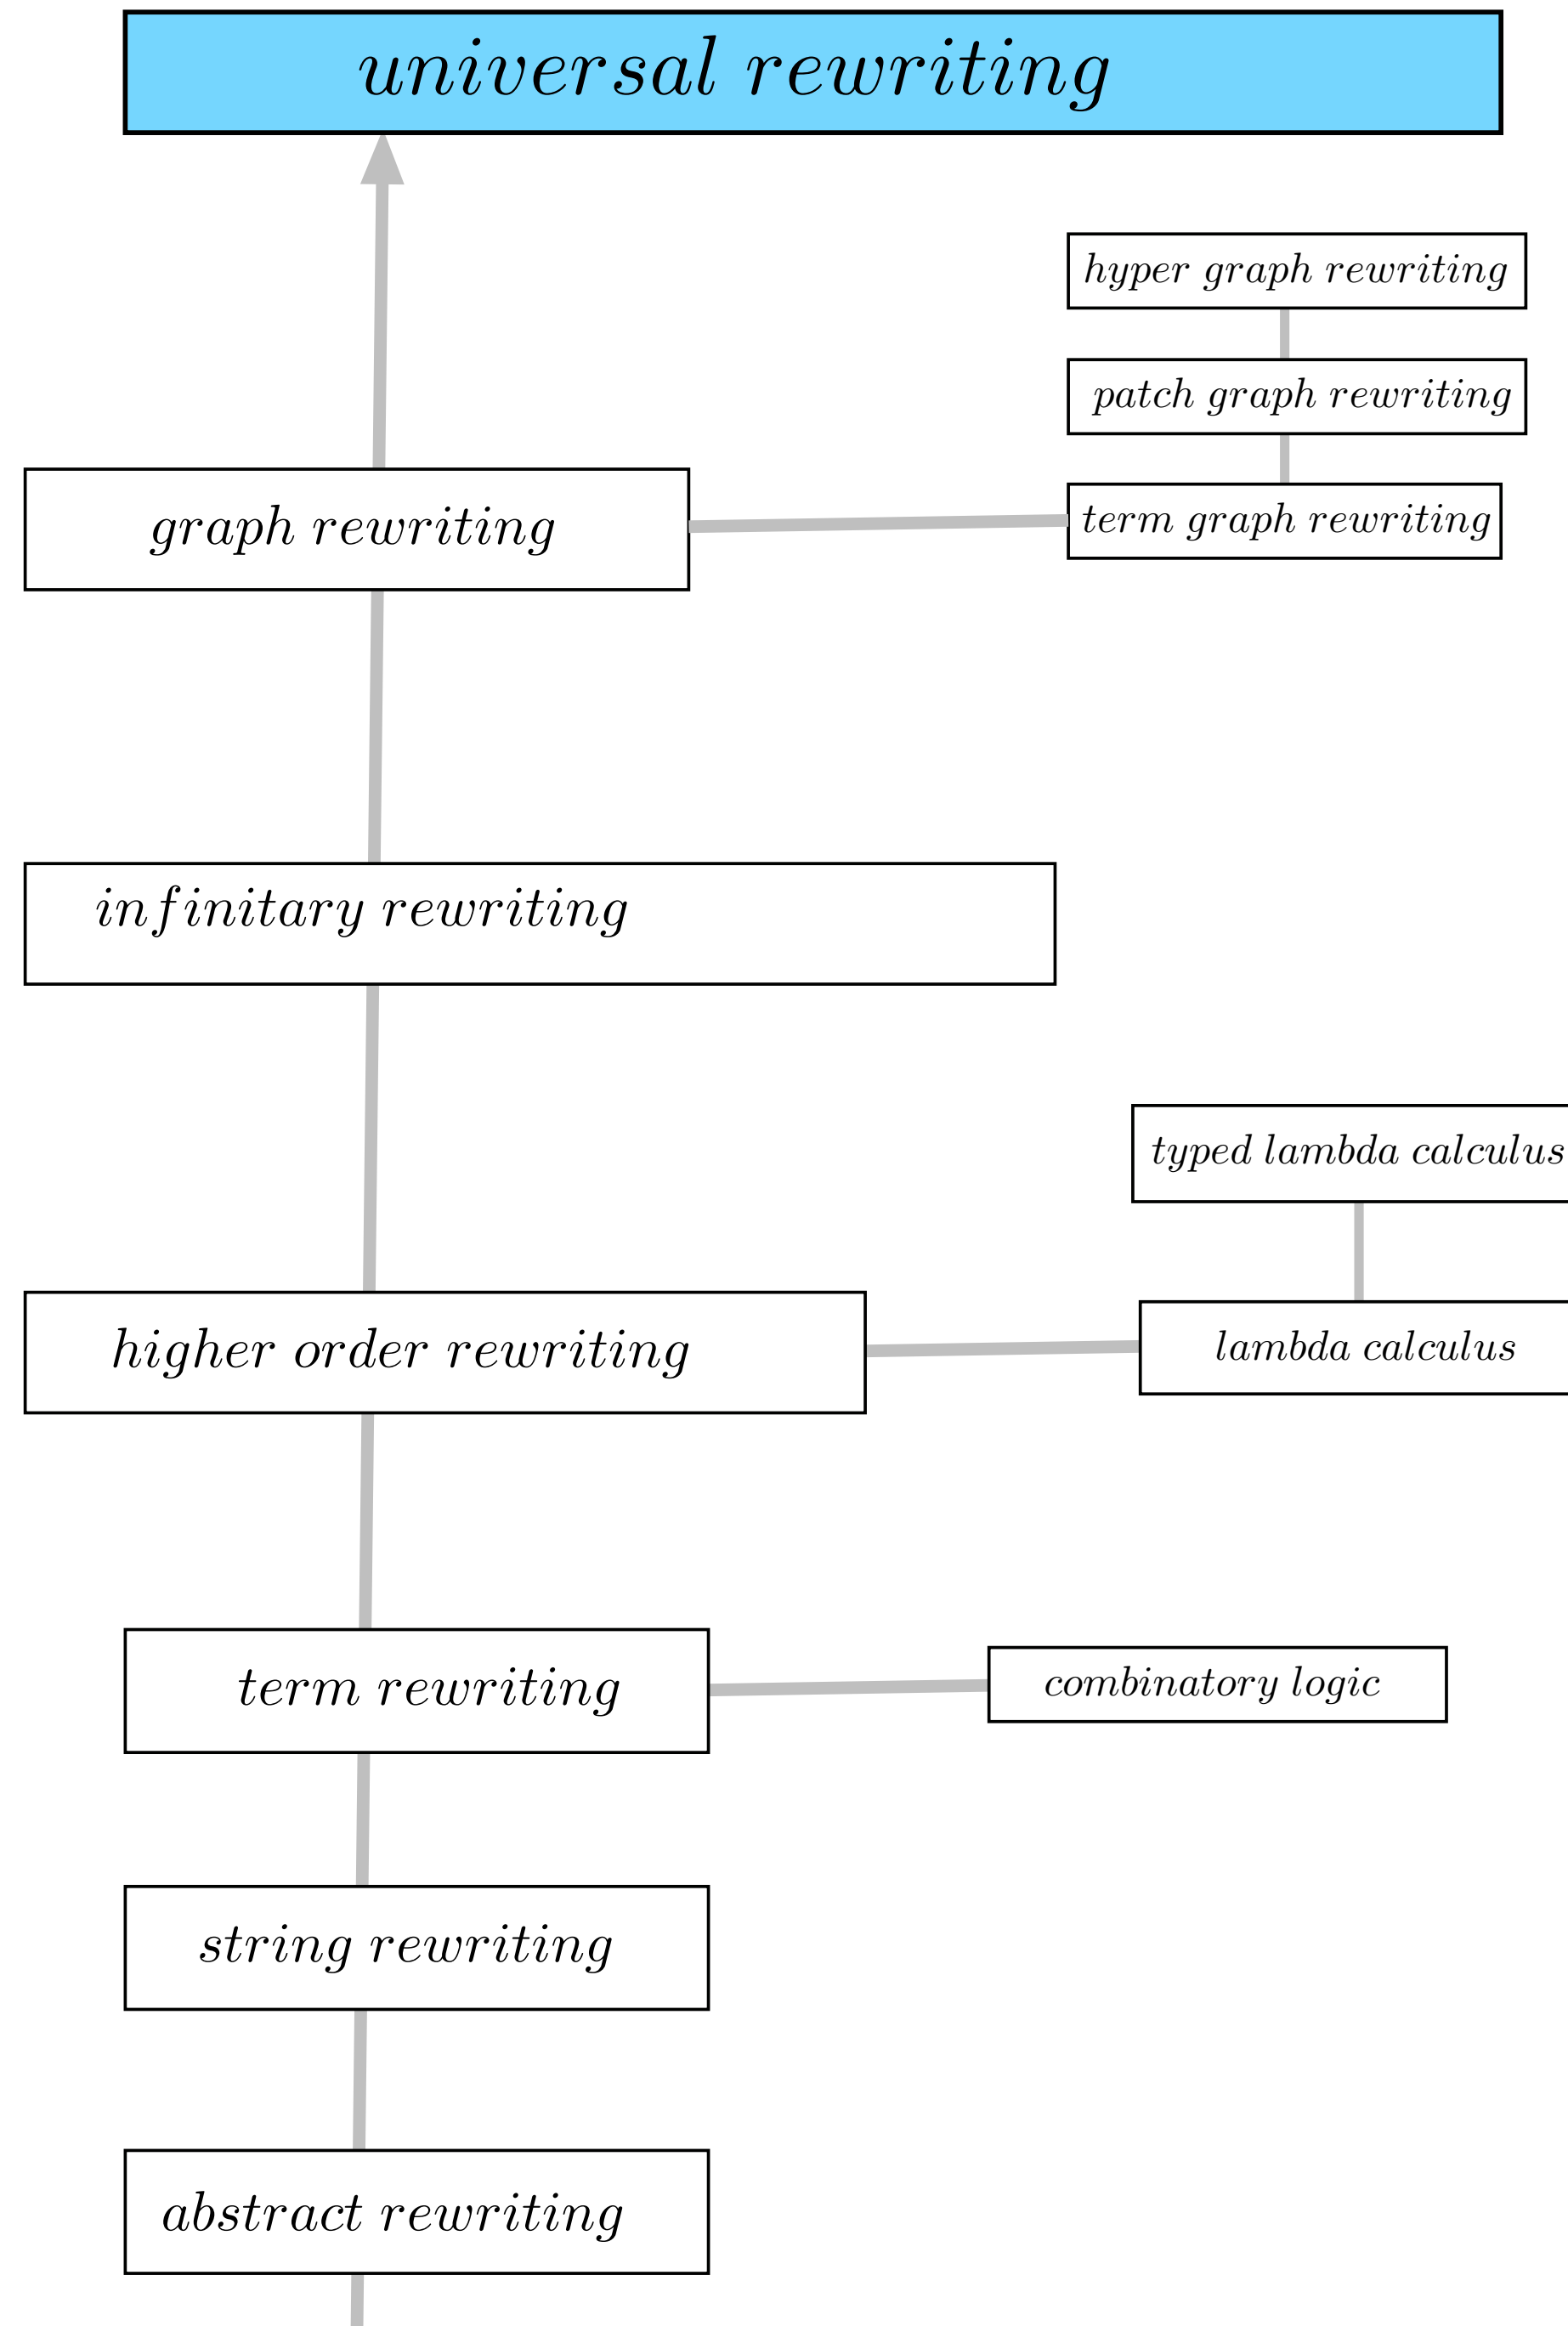 universal rewriting
hyper graph rewriting
patch graph rewriting
graph rewriting
term graph rewriting
infinitary rewriting
typed lambda calculus
higher order rewriting
lambda calculus
term rewriting
combinatory logic
string rewriting
abstract rewriting